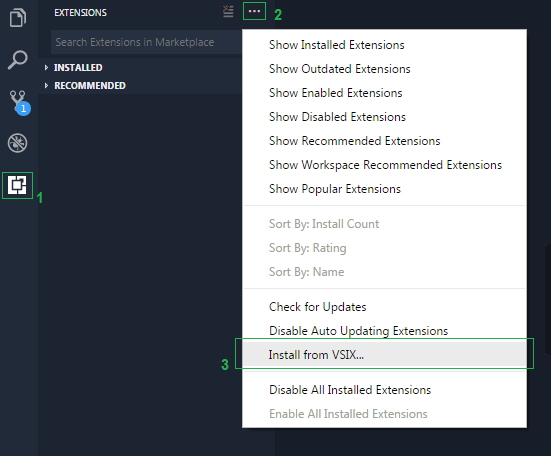 EXTENSIONS
... 2
Search Extensions in Marketplace
INSTALLED
RECOMMENDED
1
1
Show Installed Extensions
Show Outdated Extensions
Show Enabled Extensions
Show Disabled Extensions
Show Recommended Extensions
Show Workspace Recommended Extensions
Show Popular Extensions
Sort By: Install Count
Sort By: Rating
Sort By: Name
Check for Updates
Disable Auto Updating Extensions
3 Install from VSIX...
Disable All Installed Extensions
Enable All Installed Extensions